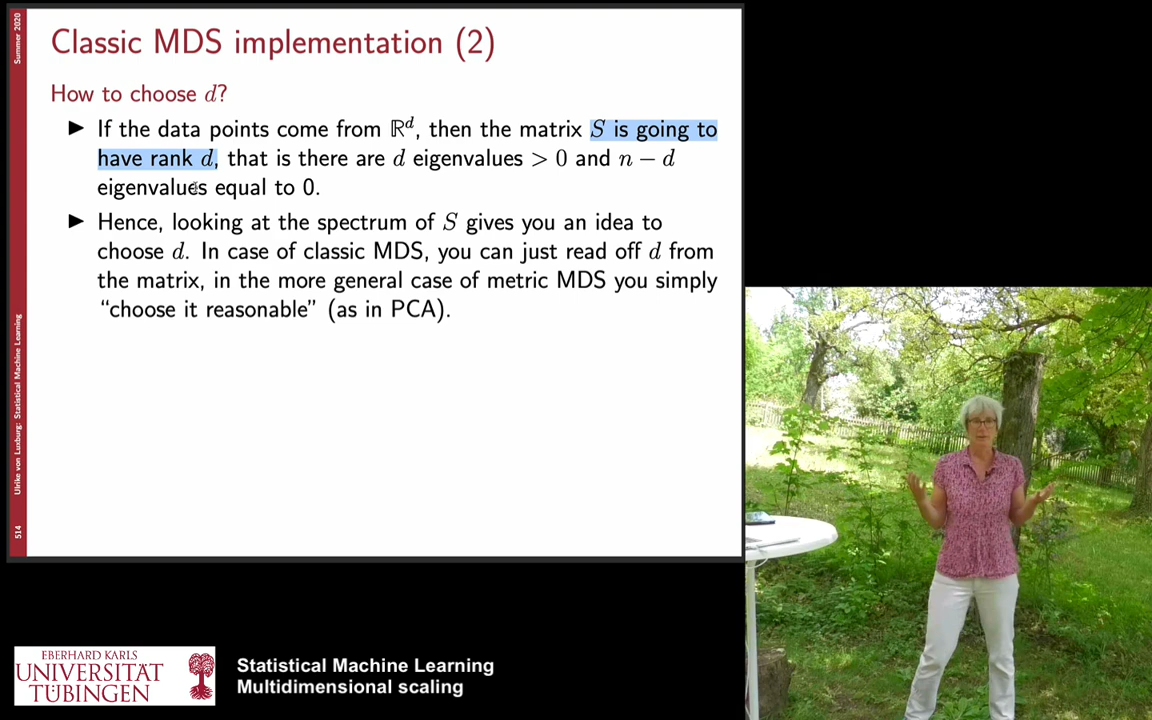 Summer 2020
Classic MDS implementation (2)
How to choose d?
▶ If the data points come from ℝᵈ, then the matrix S is going to
have rank d, that is there are d eigenvalues > 0 and n − d
eigenvalues equal to 0.
▶ Hence, looking at the spectrum of S gives you an idea to
choose d. In case of classic MDS, you can just read off d from
the matrix, in the more general case of metric MDS you simply
“choose it reasonable” (as in PCA).
Ulrike von Luxburg: Statistical Machine Learning
514
EBERHARD KARLS
UNIVERSITÄT
TÜBINGEN
Statistical Machine Learning
Multidimensional scaling